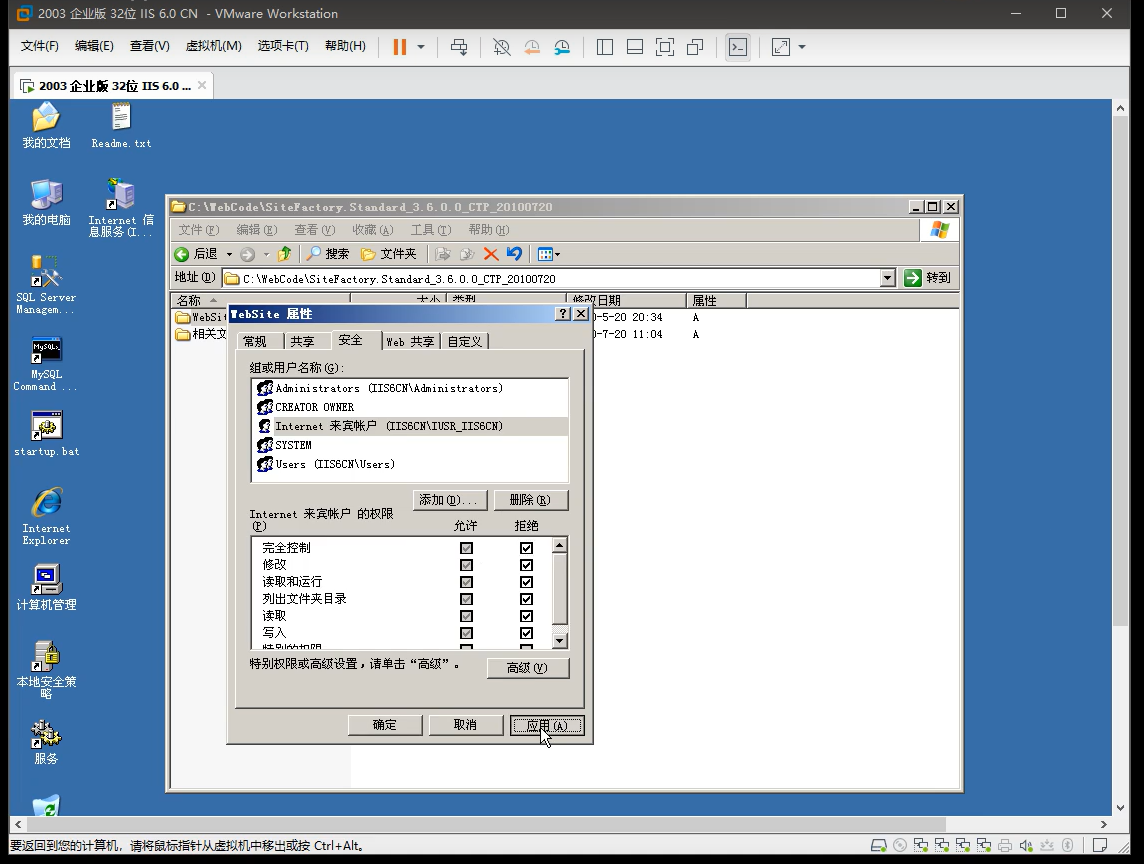 2003 企业版 32位 IIS 6.0 CN - VMware Workstation
文件(F) 编辑(E) 查看(V) 虚拟机(M) 选项卡(T) 帮助(H)
2003 企业版 32位 IIS 6.0 ...
我的文档
Readme.txt
我的电脑
Internet 信
息服务(I...
SQL Server
Managem...
MySQL
Command ...
startup.bat
Internet
Explorer
计算机管理
本地安全策
略
服务
C:\WebCode\SiteFactory.Standard_3.6.0.0_CTP_20100720
文件(F) 编辑(E) 查看(V) 收藏(A) 工具(T) 帮助(H)
后退 搜索 文件夹
地址(D) C:\WebCode\SiteFactory.Standard_3.6.0.0_CTP_20100720 转到
名称 大小 类型 修改日期 属性
WebSi 0-5-20 20:34 A
相关文 0-7-20 11:04 A
WebSite 属性
常规 共享 安全 Web 共享 自定义
组或用户名称(G):
Administrators (IIS6CN\Administrators)
CREATOR OWNER
Internet 来宾帐户 (IIS6CN\IUSR_IIS6CN)
SYSTEM
Users (IIS6CN\Users)
添加(D)... 删除(R)
Internet 来宾帐户 的权限
(P) 允许 拒绝
完全控制
修改
读取和运行
列出文件夹目录
读取
写入
特别的权限
特别权限或高级设置，请单击“高级”。
高级(V)
确定 取消 应用(A)
要返回到您的计算机，请将鼠标指针从虚拟机中移出或按 Ctrl+Alt。